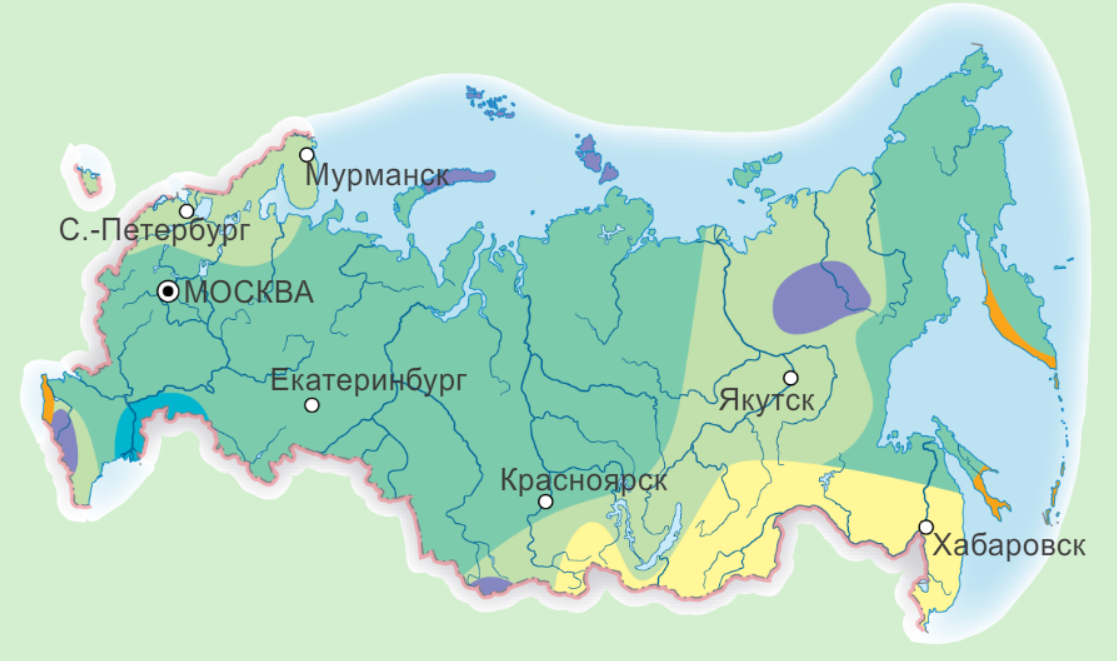 Мурманск
С.-Петербург
МОСКВА
Екатеринбург
Якутск
Красноярск
Хабаровск